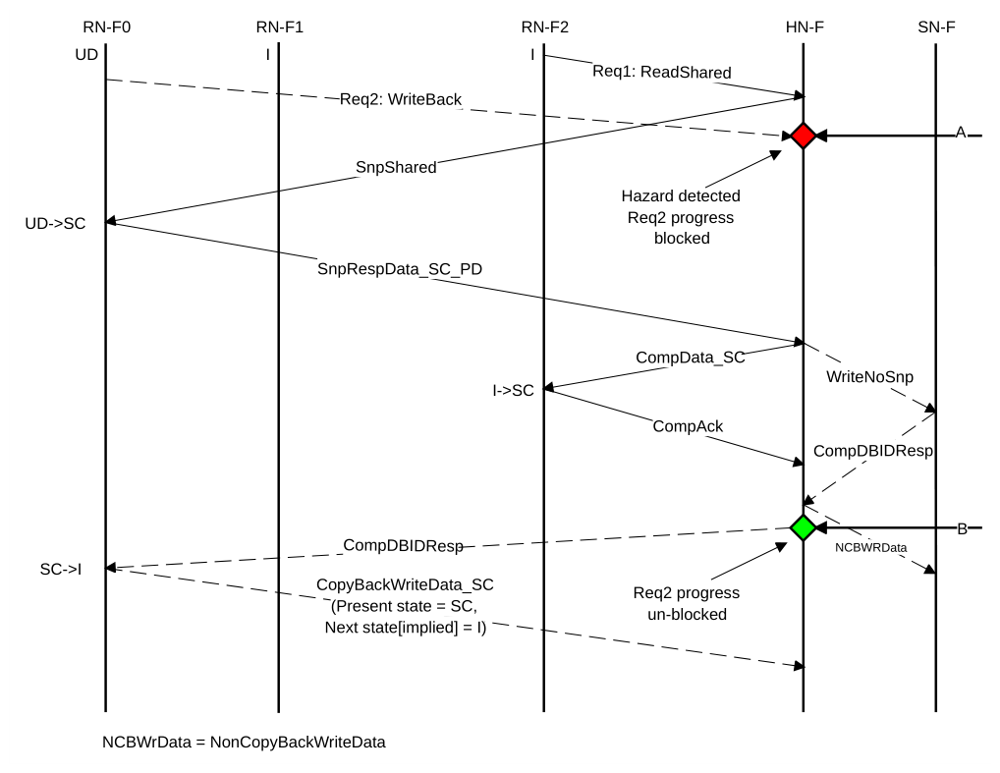 RN-F0 RN-F1 RN-F2 HN-F SN-F
UD I I
Req1: ReadShared
Req2: WriteBack
A
SnpShared
Hazard detected
Req2 progress
blocked
UD->SC
SnpRespData_SC_PD
CompData_SC
WriteNoSnp
I->SC
CompAck
CompDBIDResp
B
CompDBIDResp
NCBWRData
SC->I
CopyBackWriteData_SC
(Present state = SC,
Next state[implied] = I)
Req2 progress
un-blocked
NCBWrData = NonCopyBackWriteData